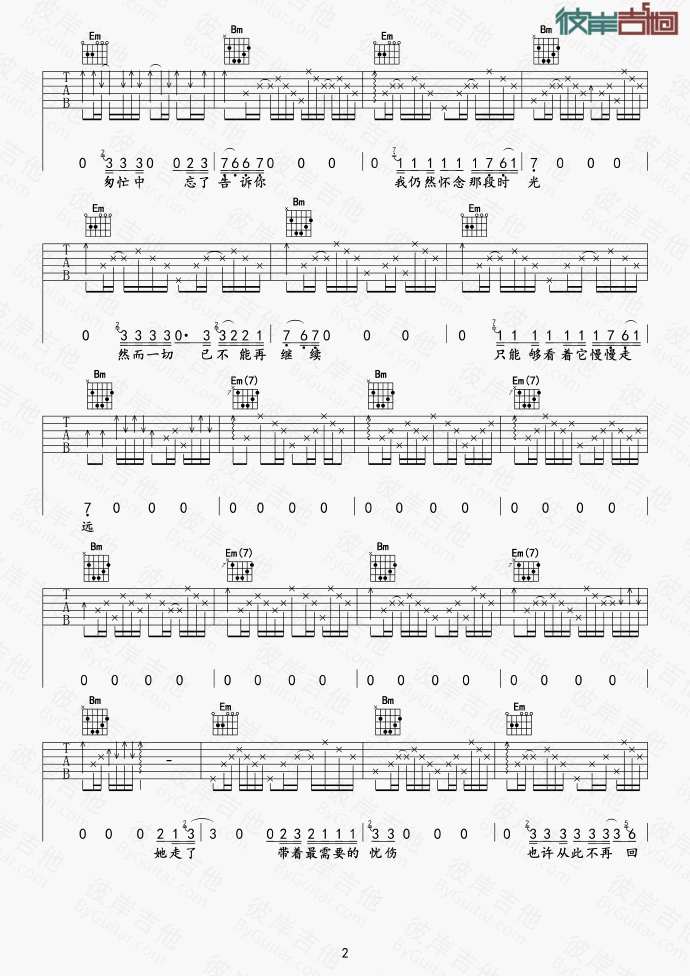 彼岸吉他
Em Bm Em Bm
T A B
0 3 3 3 0 0 2 3 7 6 6 7 0 0 0 0 1 1 1 1 1 1 7 6 1 7 0 0 0
匆忙中 忘了 告诉你 我仍然怀念那段时 光
Em Bm Em
T A B
0 3 3 3 3 0· 3 3 2 2 1 7 6 7 0 0 0 0 1 1 1 1 1 1 7 6 1
然而一切 已不能再 继续 只能够看着它慢慢走
Bm Em(7) Bm Em(7)
T A B
7 0 0 0 0 0 0 0 0 0 0 0 0 0 0 0
远
Bm Em(7) Bm Em(7)
T A B
0 0 0 0 0 0 0 0 0 0 0 0 0 0 0 0
Bm Em Bm Em
T A B
0 0 0 2 1 3 3 0 0 2 3 2 1 1 1 3 3 0 0 0 0 3 3 3 3 3 3 3 6
她走了 带着最需要的 忧伤 也许从此不再 回
2